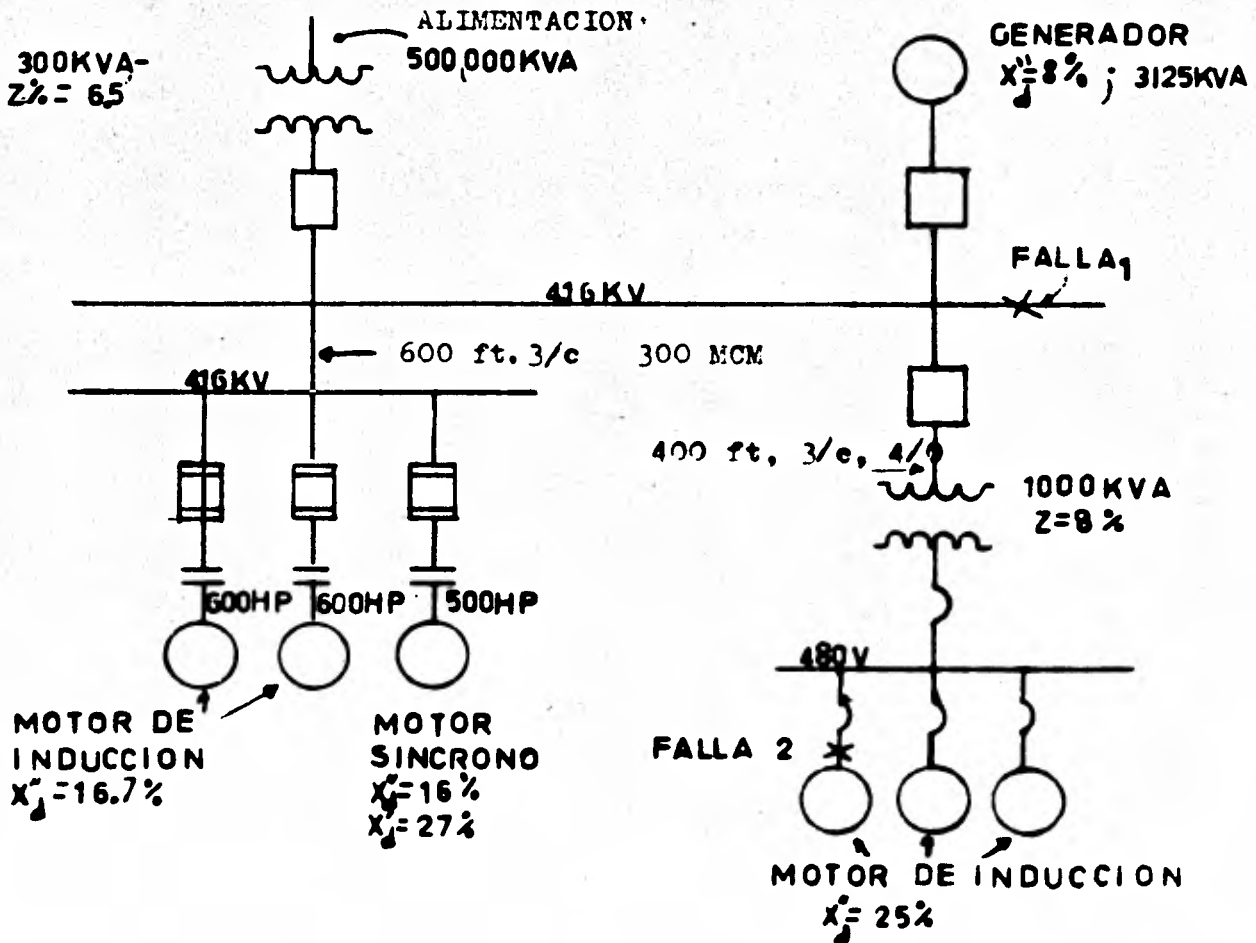 ALIMENTACION
500,000KVA
300KVA-
Z%= 6.5
GENERADOR
X"d=8% ; 3125KVA
FALLA1
416KV
600 ft. 3/c 300 MCM
416KV
400 ft, 3/c,
1000KVA
Z=8%
600HP
600HP
500HP
MOTOR DE
INDUCCION
X"d=16.7%
MOTOR
SINCRONO
X"d=16%
X'd=27%
480V
FALLA 2
MOTOR DE INDUCCION
X"d=25%